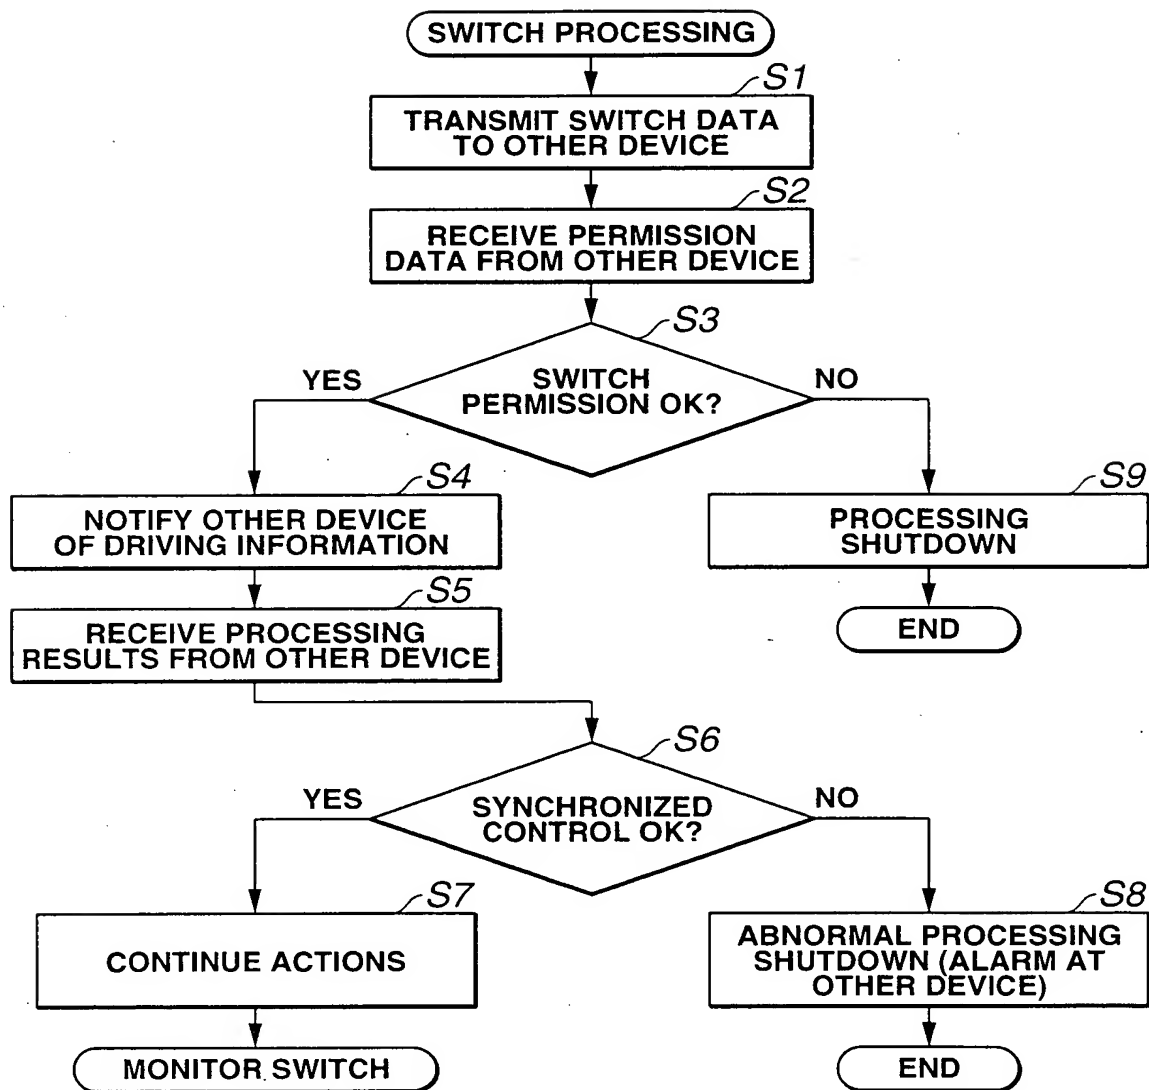 SWITCH PROCESSING
S1
TRANSMIT SWITCH DATA
TO OTHER DEVICE
S2
RECEIVE PERMISSION
DATA FROM OTHER DEVICE
S3
YES
SWITCH
PERMISSION OK?
NO
S4
NOTIFY OTHER DEVICE
OF DRIVING INFORMATION
S9
PROCESSING
SHUTDOWN
S5
RECEIVE PROCESSING
RESULTS FROM OTHER DEVICE
END
S6
YES
SYNCHRONIZED
CONTROL OK?
NO
S7
CONTINUE ACTIONS
S8
ABNORMAL PROCESSING
SHUTDOWN (ALARM AT
OTHER DEVICE)
MONITOR SWITCH
END